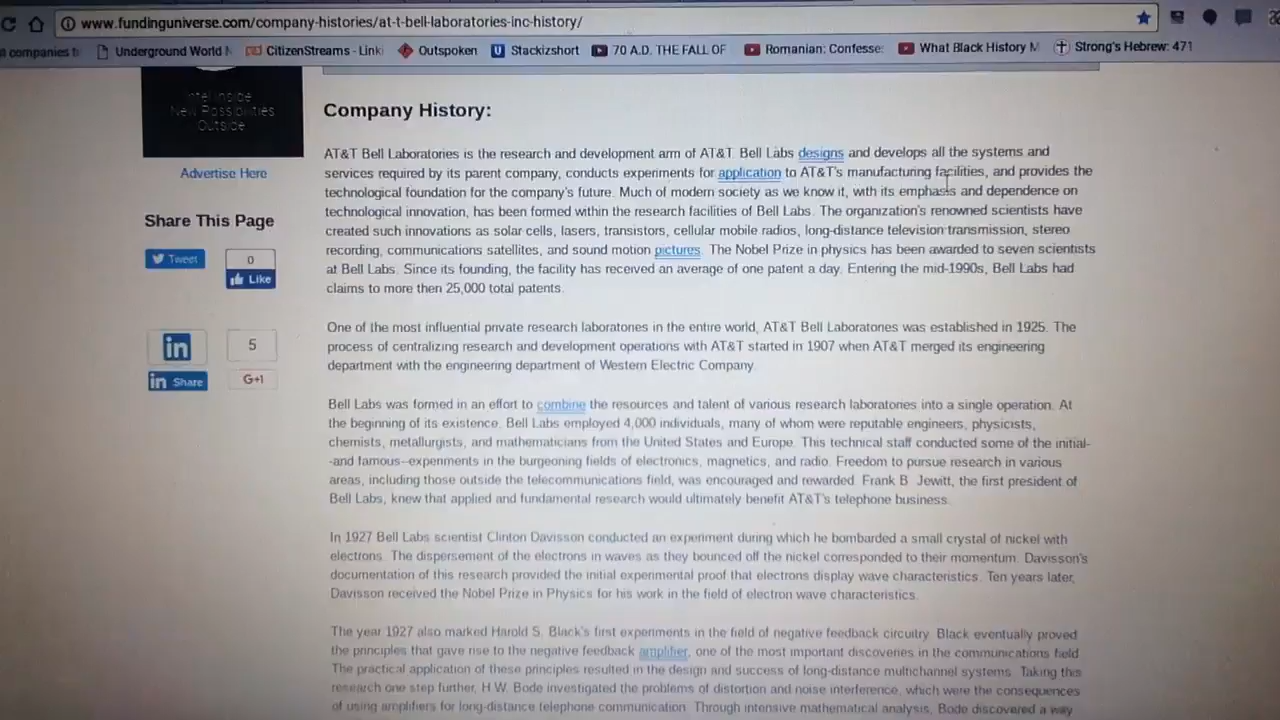 www.fundinguniverse.com/company-histories/at-t-bell-laboratories-inc-history/
companies Underground World CitizenStreams - Link Outspoken Stackizshort 70 A.D. THE FALL OF Romanian: Confesse: What Black History M Strong's Hebrew: 471
Intel Inside
New Possibilities
Outside
Advertise Here
Share This Page
Tweet
0
Like
in
5
in Share
G+1
Company History:
AT&T Bell Laboratories is the research and development arm of AT&T. Bell Labs designs and develops all the systems and
services required by its parent company, conducts experiments for application to AT&T's manufacturing facilities, and provides the
technological foundation for the company's future. Much of modern society as we know it, with its emphasis and dependence on
technological innovation, has been formed within the research facilities of Bell Labs. The organization's renowned scientists have
created such innovations as solar cells, lasers, transistors, cellular mobile radios, long-distance television transmission, stereo
recording, communications satellites, and sound motion pictures. The Nobel Prize in physics has been awarded to seven scientists
at Bell Labs. Since its founding, the facility has received an average of one patent a day. Entering the mid-1990s, Bell Labs had
claims to more then 25,000 total patents.
One of the most influential private research laboratories in the entire world, AT&T Bell Laboratories was established in 1925. The
process of centralizing research and development operations with AT&T started in 1907 when AT&T merged its engineering
department with the engineering department of Western Electric Company.
Bell Labs was formed in an effort to combine the resources and talent of various research laboratories into a single operation. At
the beginning of its existence, Bell Labs employed 4,000 individuals, many of whom were reputable engineers, physicists,
chemists, metallurgists, and mathematicians from the United States and Europe. This technical staff conducted some of the initial-
-and famous--experiments in the burgeoning fields of electronics, magnetics, and radio. Freedom to pursue research in various
areas, including those outside the telecommunications field, was encouraged and rewarded. Frank B. Jewitt, the first president of
Bell Labs, knew that applied and fundamental research would ultimately benefit AT&T's telephone business.
In 1927 Bell Labs scientist Clinton Davisson conducted an experiment during which he bombarded a small crystal of nickel with
electrons. The dispersement of the electrons in waves as they bounced off the nickel corresponded to their momentum. Davisson's
documentation of this research provided the initial experimental proof that electrons display wave characteristics. Ten years later,
Davisson received the Nobel Prize in Physics for his work in the field of electron wave characteristics.
The year 1927 also marked Harold S. Black's first experiments in the field of negative feedback circuitry. Black eventually proved
the principles that gave rise to the negative feedback amplifier, one of the most important discoveries in the communications field.
The practical application of these principles resulted in the design and success of long-distance multichannel systems. Taking this
research one step further, H.W. Bode investigated the problems of distortion and noise interference, which were the consequences
of using amplifiers for long-distance telephone communication. Through intensive mathematical analysis, Bode discovered a way